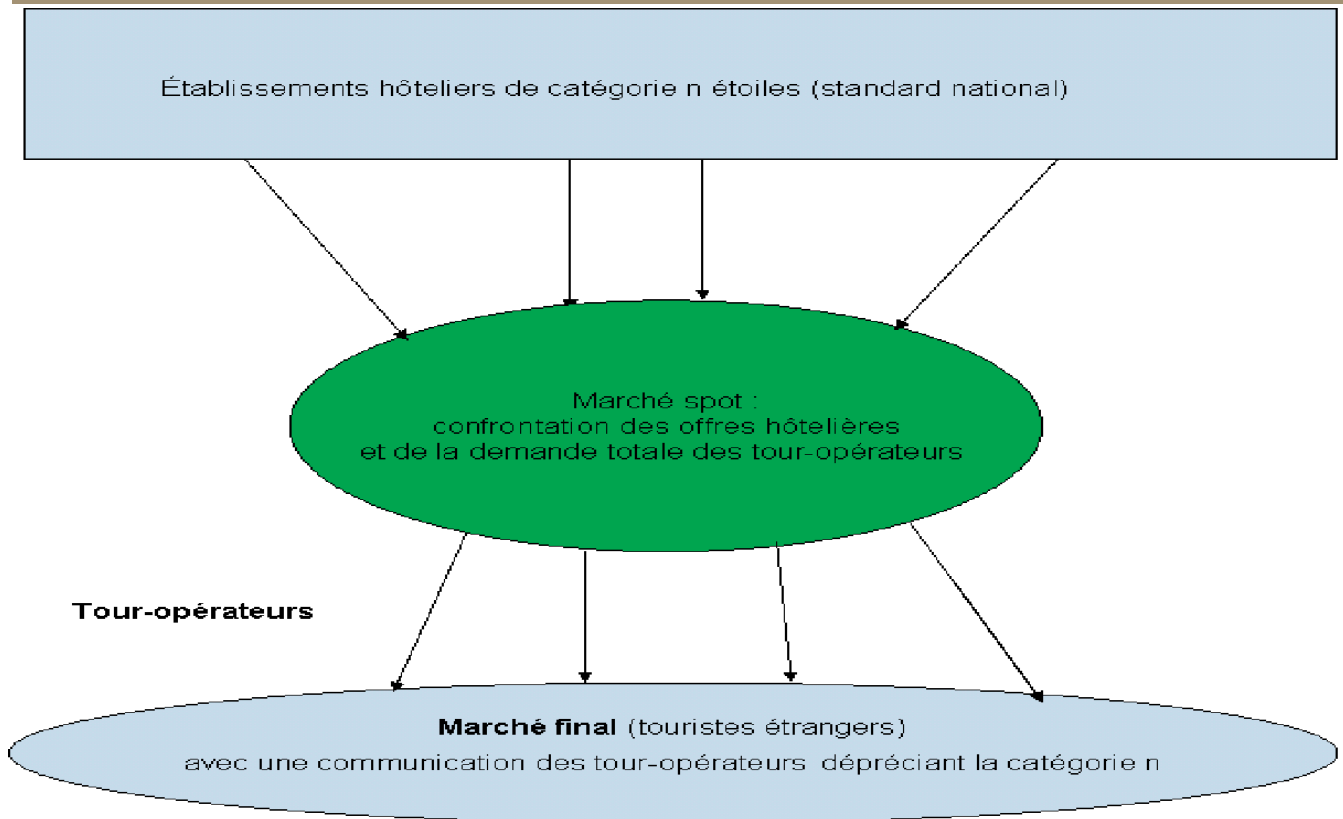 Établissements hôteliers de catégorie n étoiles (standard national)
Marché spot :
confrontation des offres hôtelières
et de la demande totale des tour-opérateurs
Tour-opérateurs
Marché final (touristes étrangers)
avec une communication des tour-opérateurs dépréciant la catégorie n